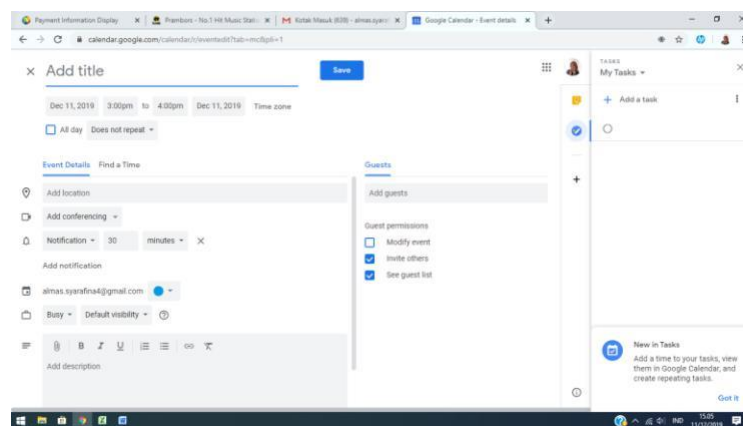 Payment Information Display
Frambors - No.1 Hit Music Stati
Kotak Masuk (839) - almas.syara
Google Calendar - Event details
calendar.google.com/calendar/r/eventedit?tab=mc&pli=1
Add title
Save
Dec 11, 2019 3:00pm to 4:00pm Dec 11, 2019 Time zone
All day Does not repeat
Event Details Find a Time
Guests
Add location
Add guests
Add conferencing
Guest permissions
Notification 30 minutes
Modify event
Add notification
Invite others
almas.syarafina4@gmail.com
See guest list
Busy Default visibility
B I U
Add description
TASKS
My Tasks
Add a task
New in Tasks
Add a time to your tasks, view
them in Google Calendar, and
create repeating tasks.
Got it
IND
15:05
11/12/2019